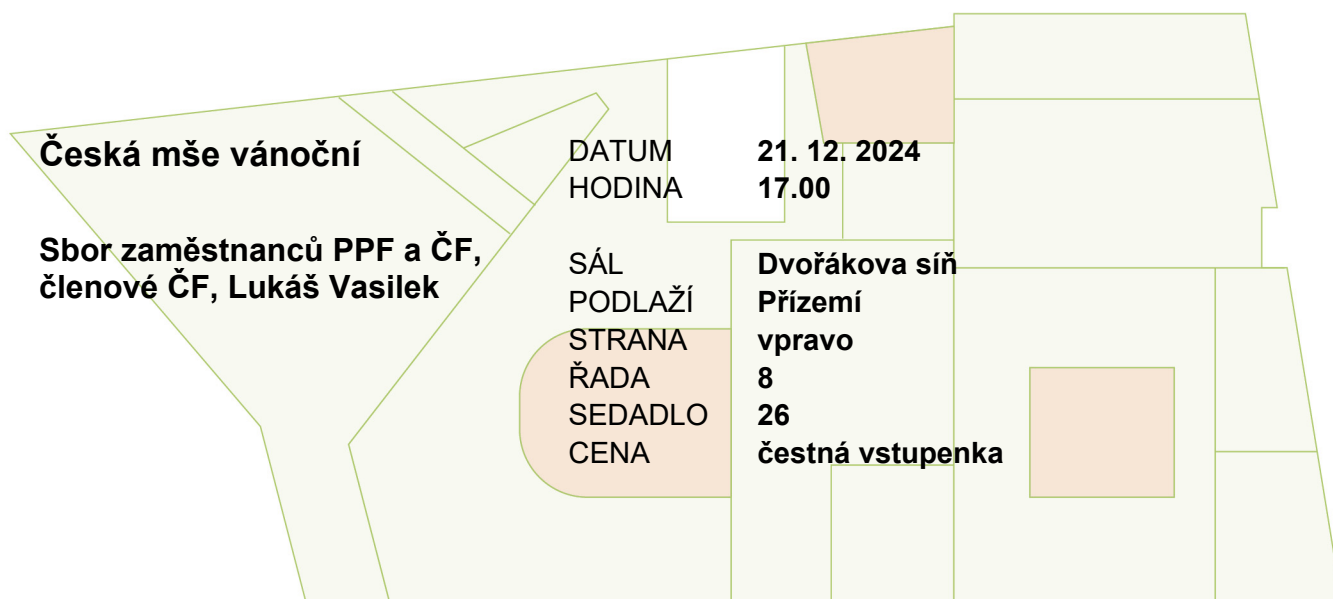 Česká mše vánoční
Sbor zaměstnanců PPF a ČF,
členové ČF, Lukáš Vasilek
DATUM 21. 12. 2024
HODINA 17.00
SÁL Dvořákova síň
PODLAŽÍ Přízemí
STRANA vpravo
ŘADA 8
SEDADLO 26
CENA čestná vstupenka